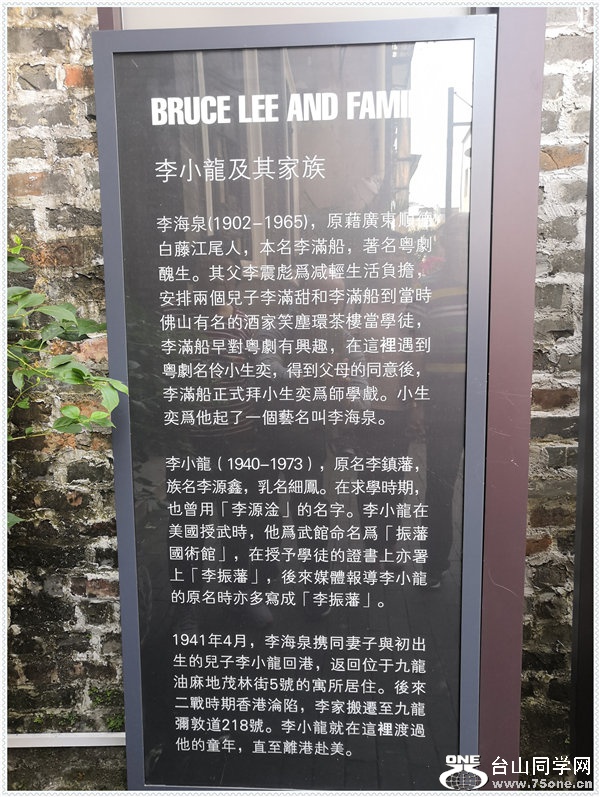 BRUCE LEE AND FAMI
李小龍及其家族
李海泉(1902-1965)，原藉廣東順德
白藤江尾人，本名李滿船，著名粵劇
醜生。其父李震彪爲减輕生活負擔，
安排兩個兒子李滿甜和李滿船到當時
佛山有名的酒家笑塵環茶樓當學徒，
李滿船早對粵劇有興趣，在這裡遇到
粵劇名伶小生奕，得到父母的同意後，
李滿船正式拜小生奕爲師學戲。小生
奕爲他起了一個藝名叫李海泉。
李小龍（1940-1973），原名李鎮藩，
族名李源鑫，乳名細鳳。在求學時期，
也曾用「李源淦」的名字。李小龍在
美國授武時，他爲武館命名爲「振藩
國術館」，在授予學徒的證書上亦署
上「李振藩」，後來媒體報導李小龍
的原名時亦多寫成「李振藩」。
1941年4月，李海泉携同妻子與初出
生的兒子李小龍回港，返回位于九龍
油麻地茂林街5號的寓所居住。後來
二戰時期香港淪陷，李家搬遷至九龍
彌敦道218號。李小龍就在這裡渡過
他的童年，直至離港赴美。
ONE
台山同学网
www.75one.cn